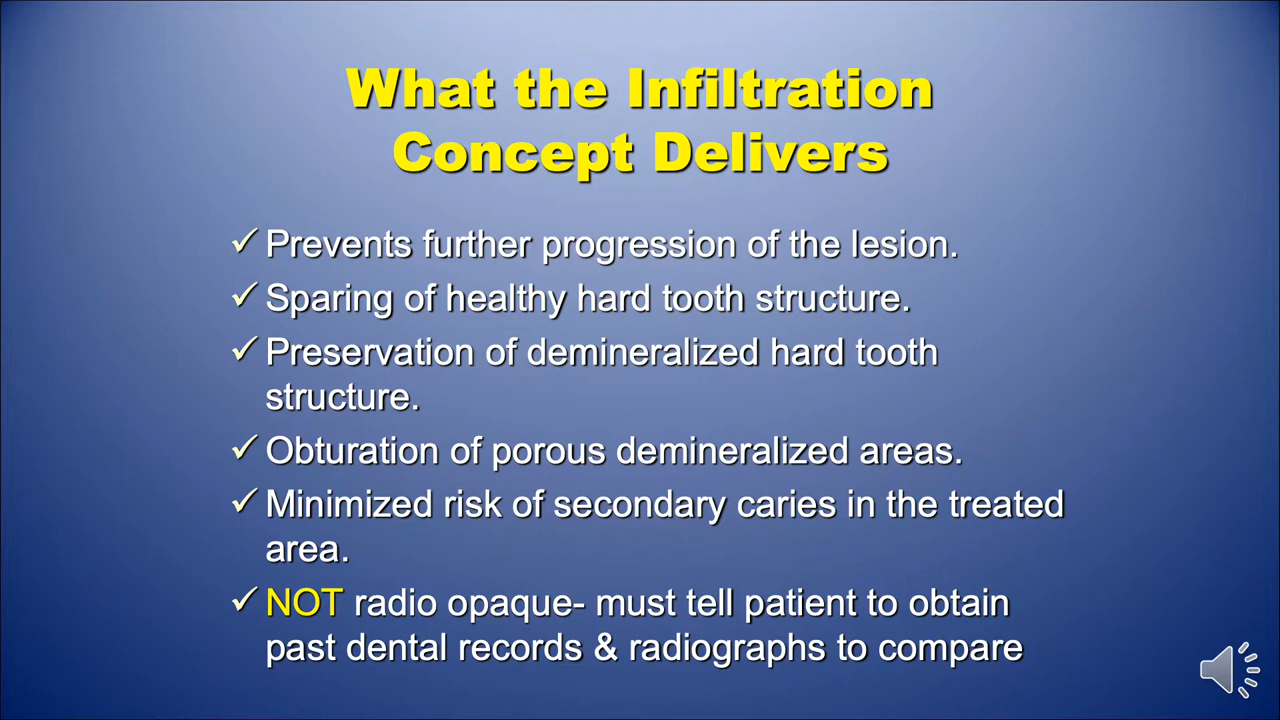 What the Infiltration
Concept Delivers
✓ Prevents further progression of the lesion.
✓ Sparing of healthy hard tooth structure.
✓ Preservation of demineralized hard tooth
structure.
✓ Obturation of porous demineralized areas.
✓ Minimized risk of secondary caries in the treated
area.
✓ NOT radio opaque- must tell patient to obtain
past dental records & radiographs to compare